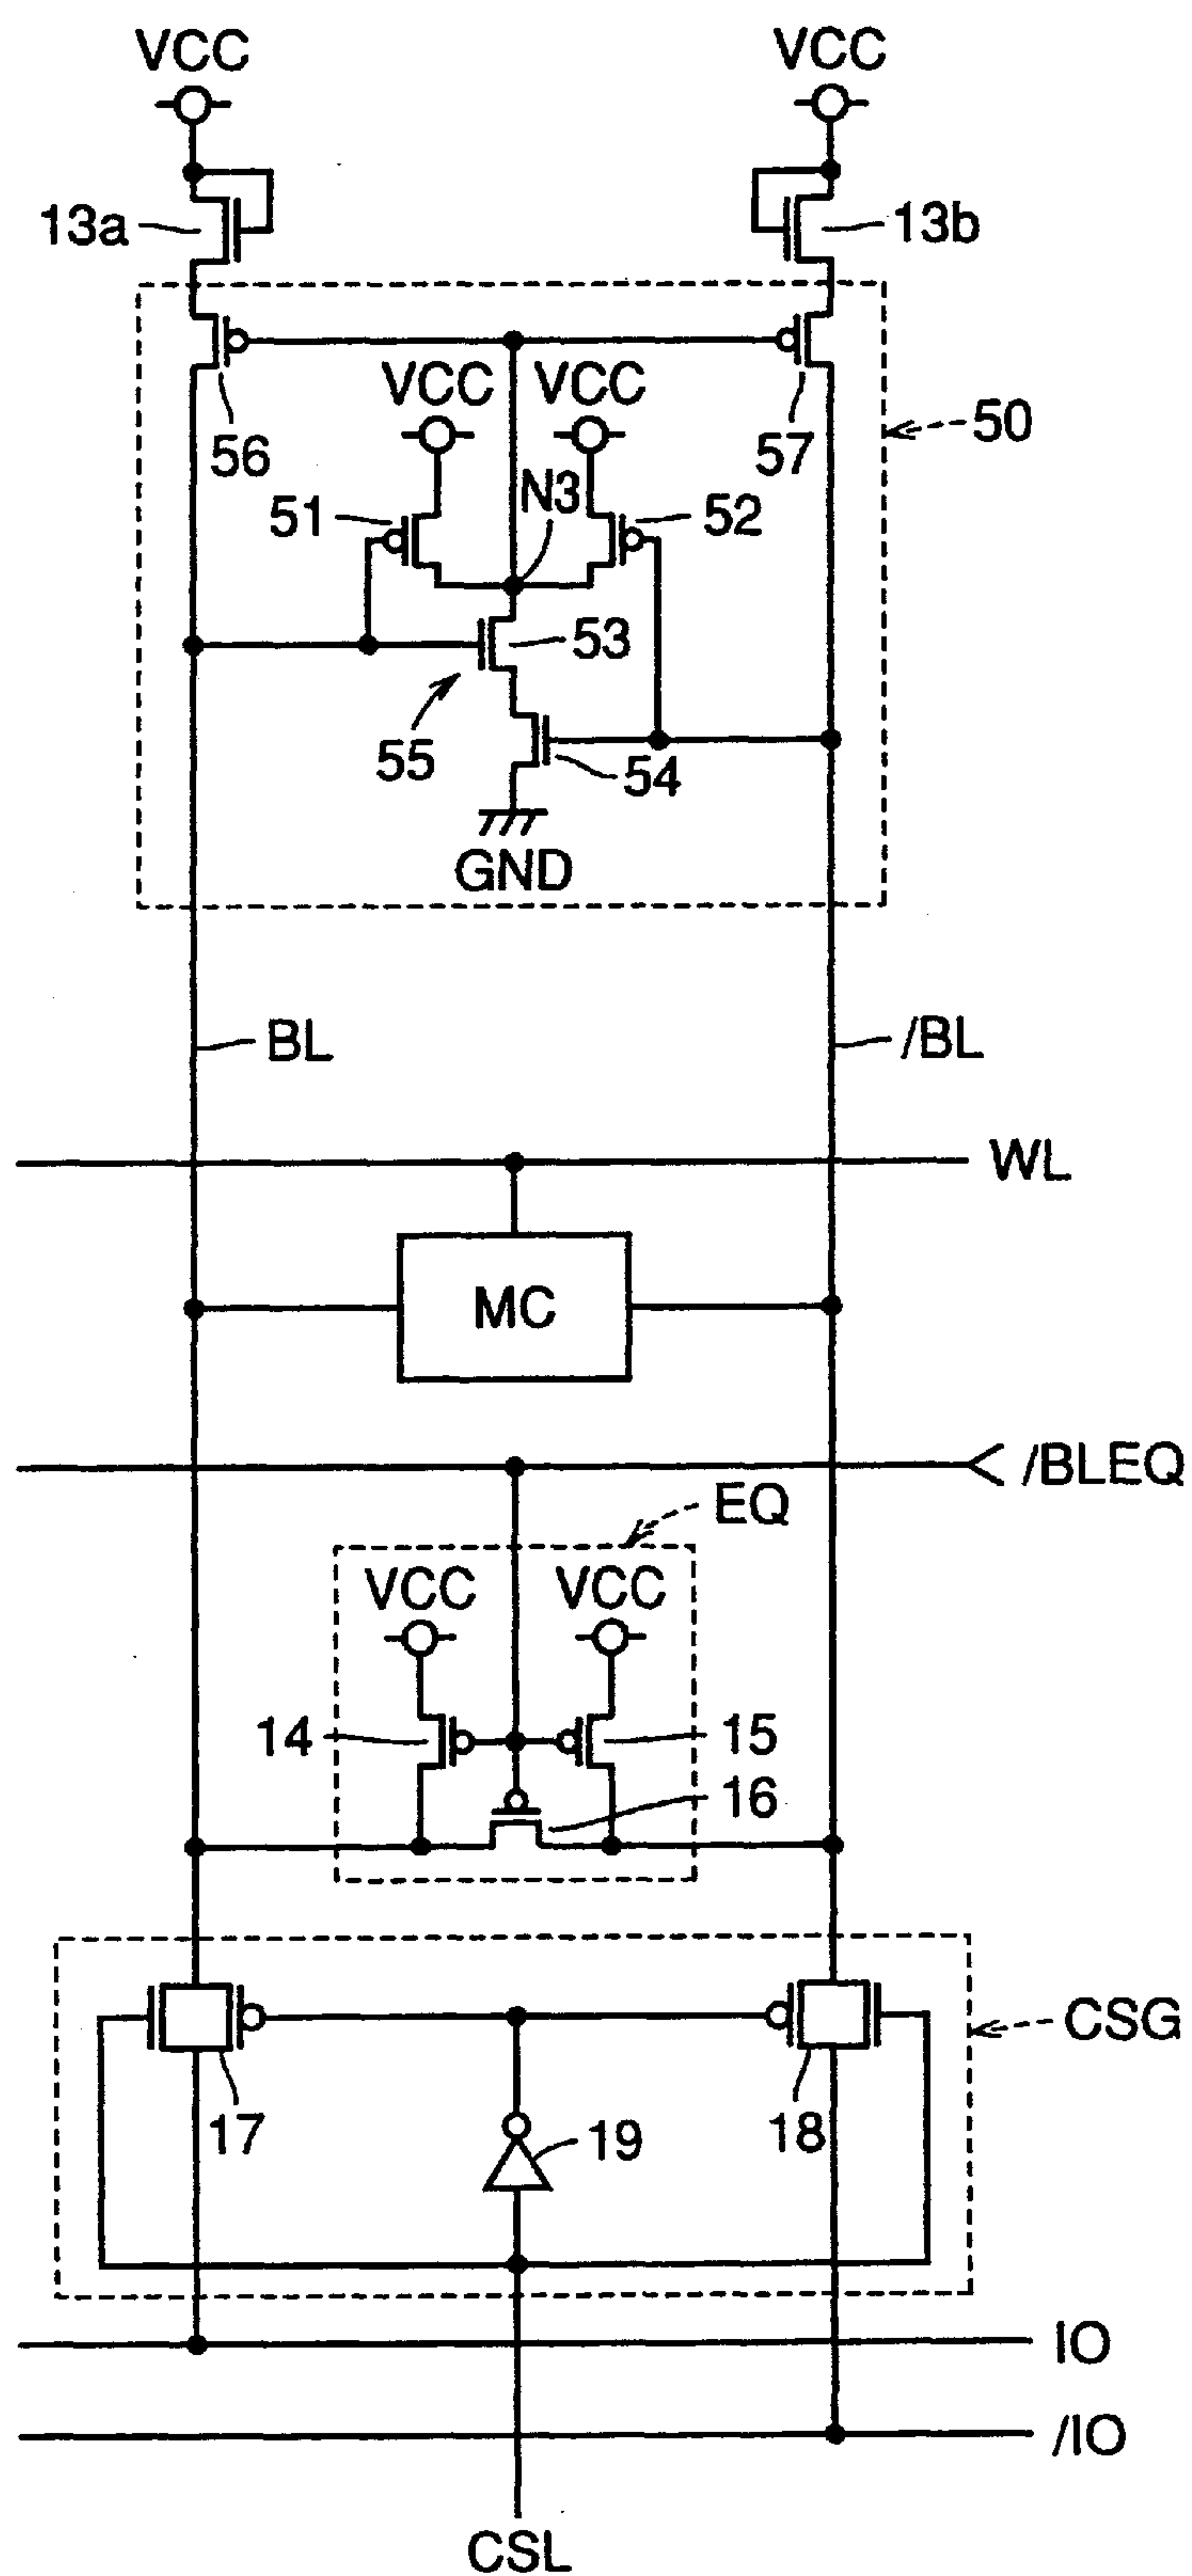 VCC VCC
13a 13b
VCC VCC 50
56 57
51 N3 52
53
55 54
GND
BL /BL
WL
MC
/BLEQ
EQ
VCC VCC
14 15
16
CSG
17 18
19
IO
/IO
CSL